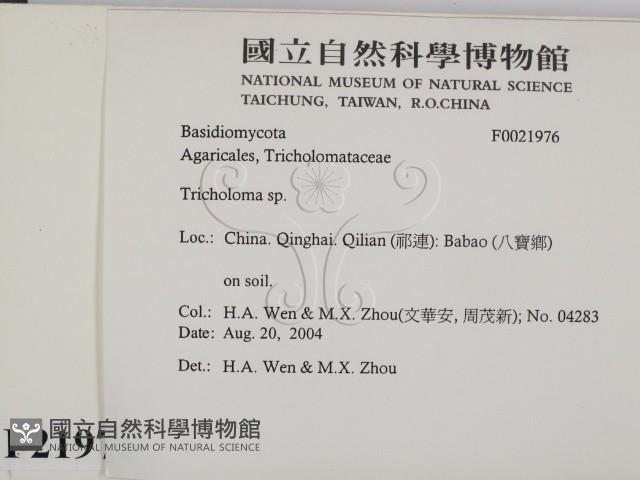 國立自然科學博物館
NATIONAL MUSEUM OF NATURAL SCIENCE
TAICHUNG, TAIWAN, R.O.CHINA
Basidiomycota F0021976
Agaricales, Tricholomataceae
Tricholoma sp.
Loc.: China. Qinghai. Qilian (祁連): Babao (八寶鄉)
on soil.
Col.: H.A. Wen & M.X. Zhou(文華安, 周茂新); No. 04283
Date: Aug. 20, 2004
Det.: H.A. Wen & M.X. Zhou
國立自然科學博物館
NATIONAL MUSEUM OF NATURAL SCIENCE